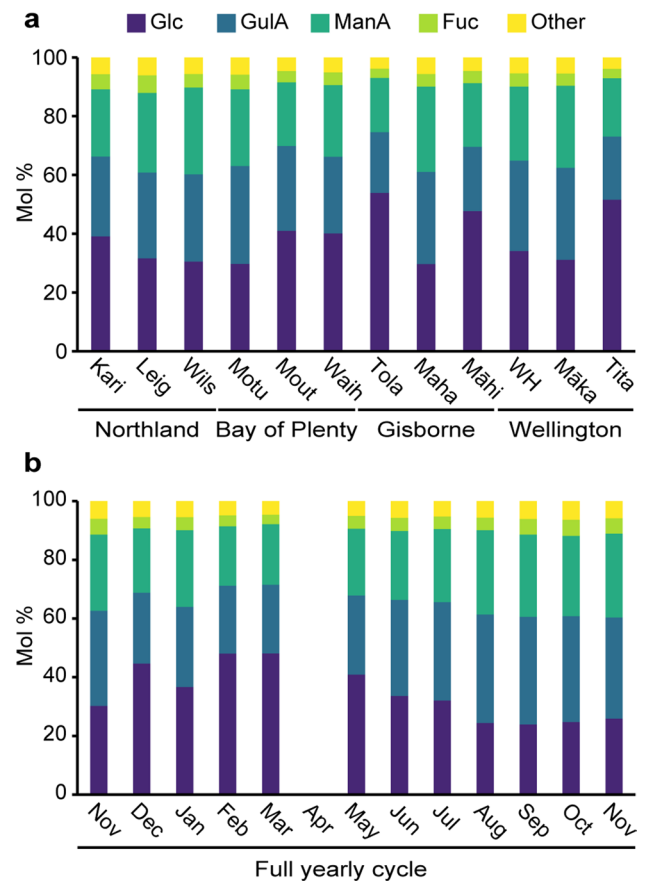 a
Glc GulA ManA Fuc Other
100
80
60
40
20
0
Mol %
Kari Leig Wils Motu Mout Waih Tola Maha Māhi WH Māka Tita
Northland Bay of Plenty Gisborne Wellington
b
100
80
60
40
20
0
Mol %
Nov Dec Jan Feb Mar Apr May Jun Jul Aug Sep Oct Nov
Full yearly cycle